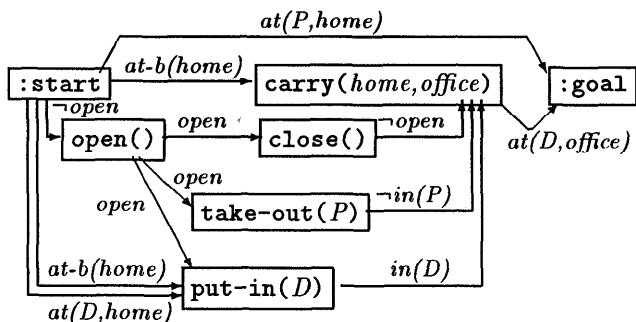 at(P,home)
:start at-b(home) carry(home,office) :goal
¬open open() open close() ¬open at(D,office)
open open take-out(P) ¬in(P)
at-b(home) put-in(D) in(D)
at(D,home)